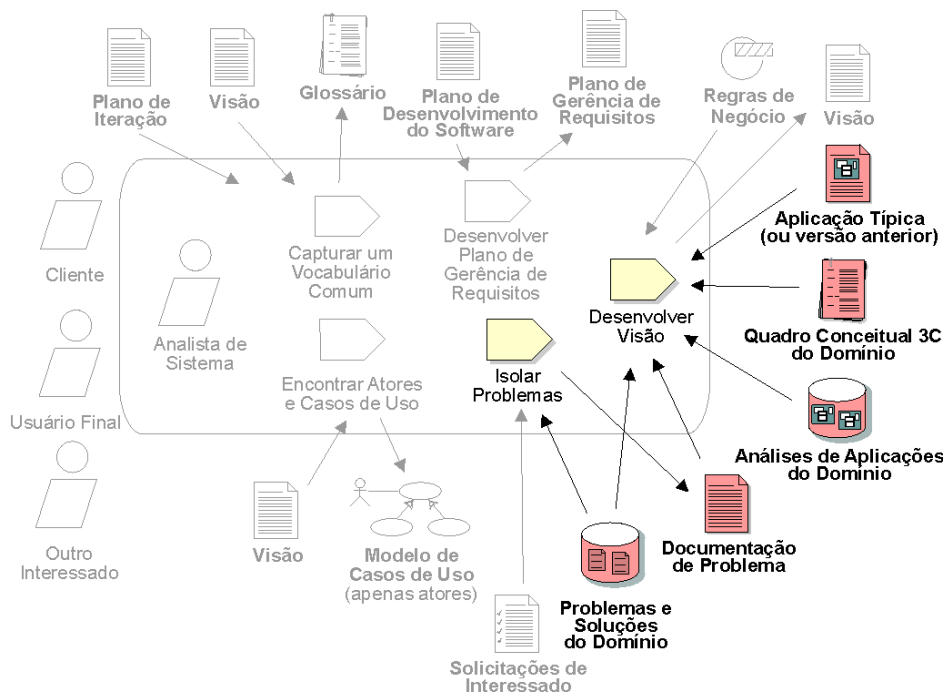 Plano de
Iteração
Visão
Glossário
Plano de
Desenvolvimento
do Software
Plano de
Gerência de
Requisitos
Regras de
Negócio
Visão
Aplicação Típica
(ou versão anterior)
Cliente
Capturar um
Vocabulário
Comum
Desenvolver
Plano de
Gerência de
Requisitos
Desenvolver
Visão
Quadro Conceitual 3C
do Domínio
Analista de
Sistema
Usuário Final
Encontrar Atores
e Casos de Uso
Isolar
Problemas
Análises de Aplicações
do Domínio
Outro
Interessado
Visão
Modelo de
Casos de Uso
(apenas atores)
Documentação
de Problema
Problemas e
Soluções
do Domínio
Solicitações de
Interessado